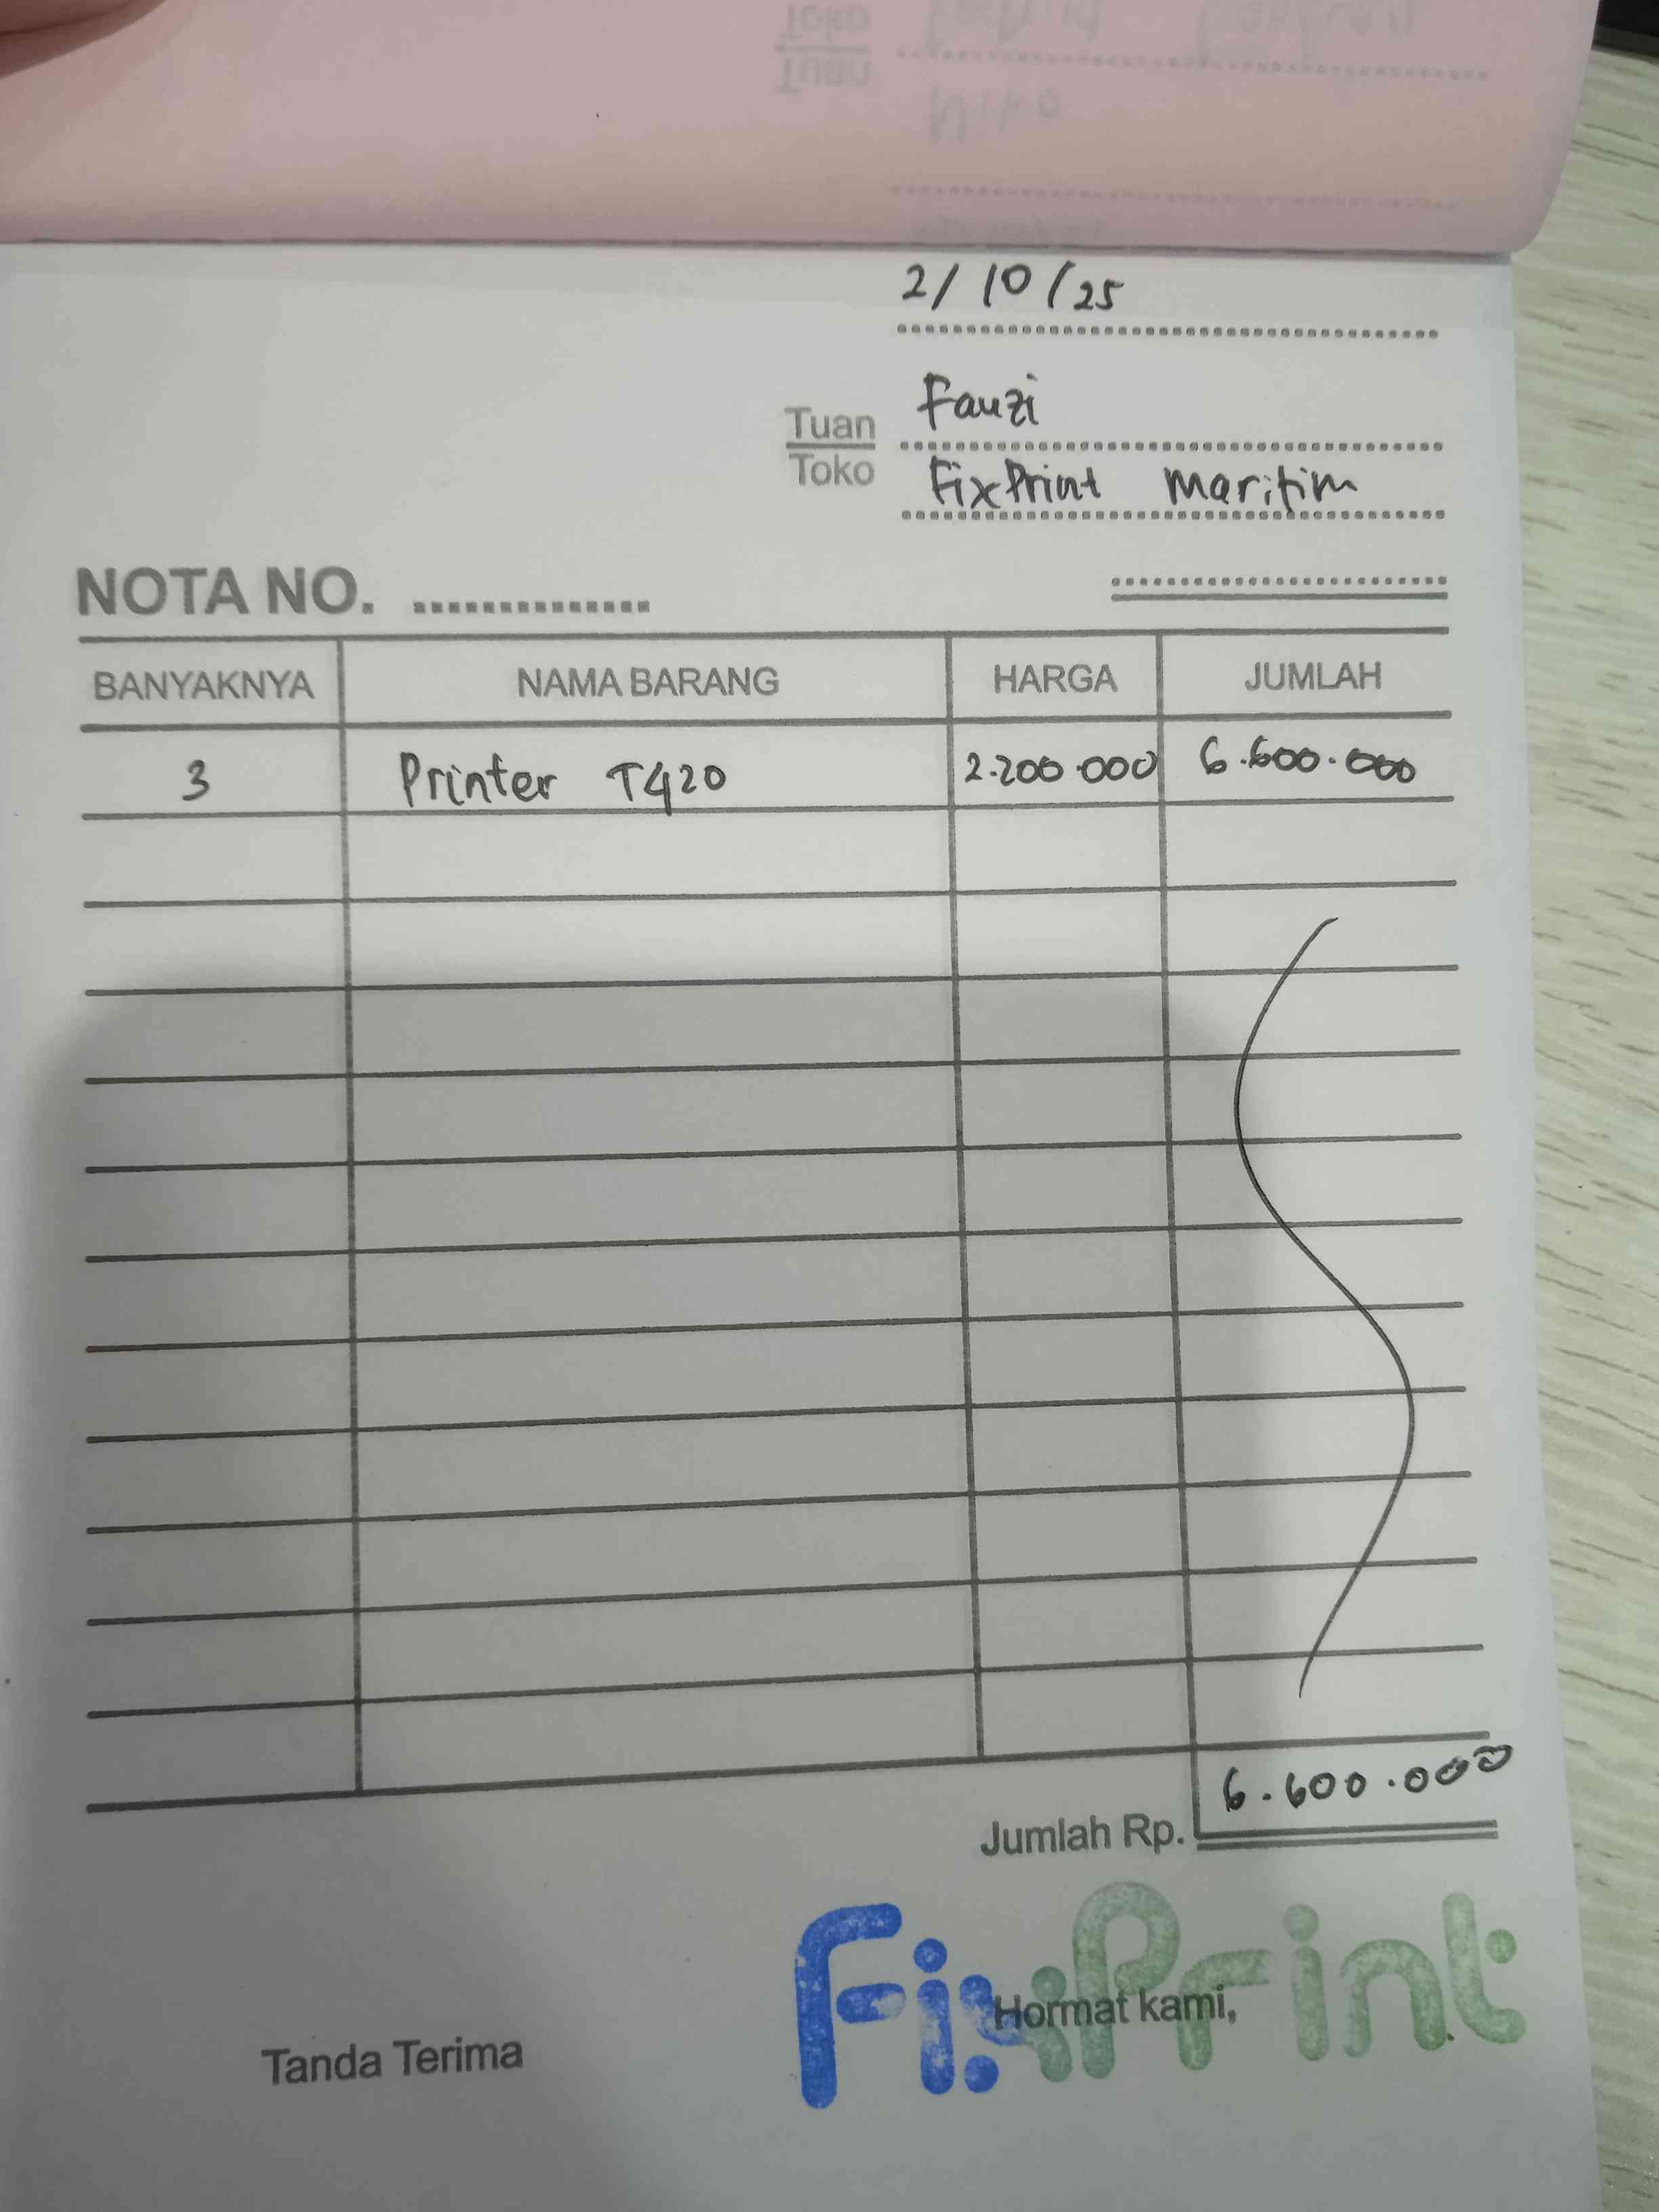 2/10/25
Tuan Fauzi
Toko FixPrint Maritim
NOTA NO. ...............
BANYAKNYA NAMA BARANG HARGA JUMLAH
3 Printer T420 2.200.000 6.600.000
Jumlah Rp. 6.600.000
FixPrint
Tanda Terima Hormat kami,